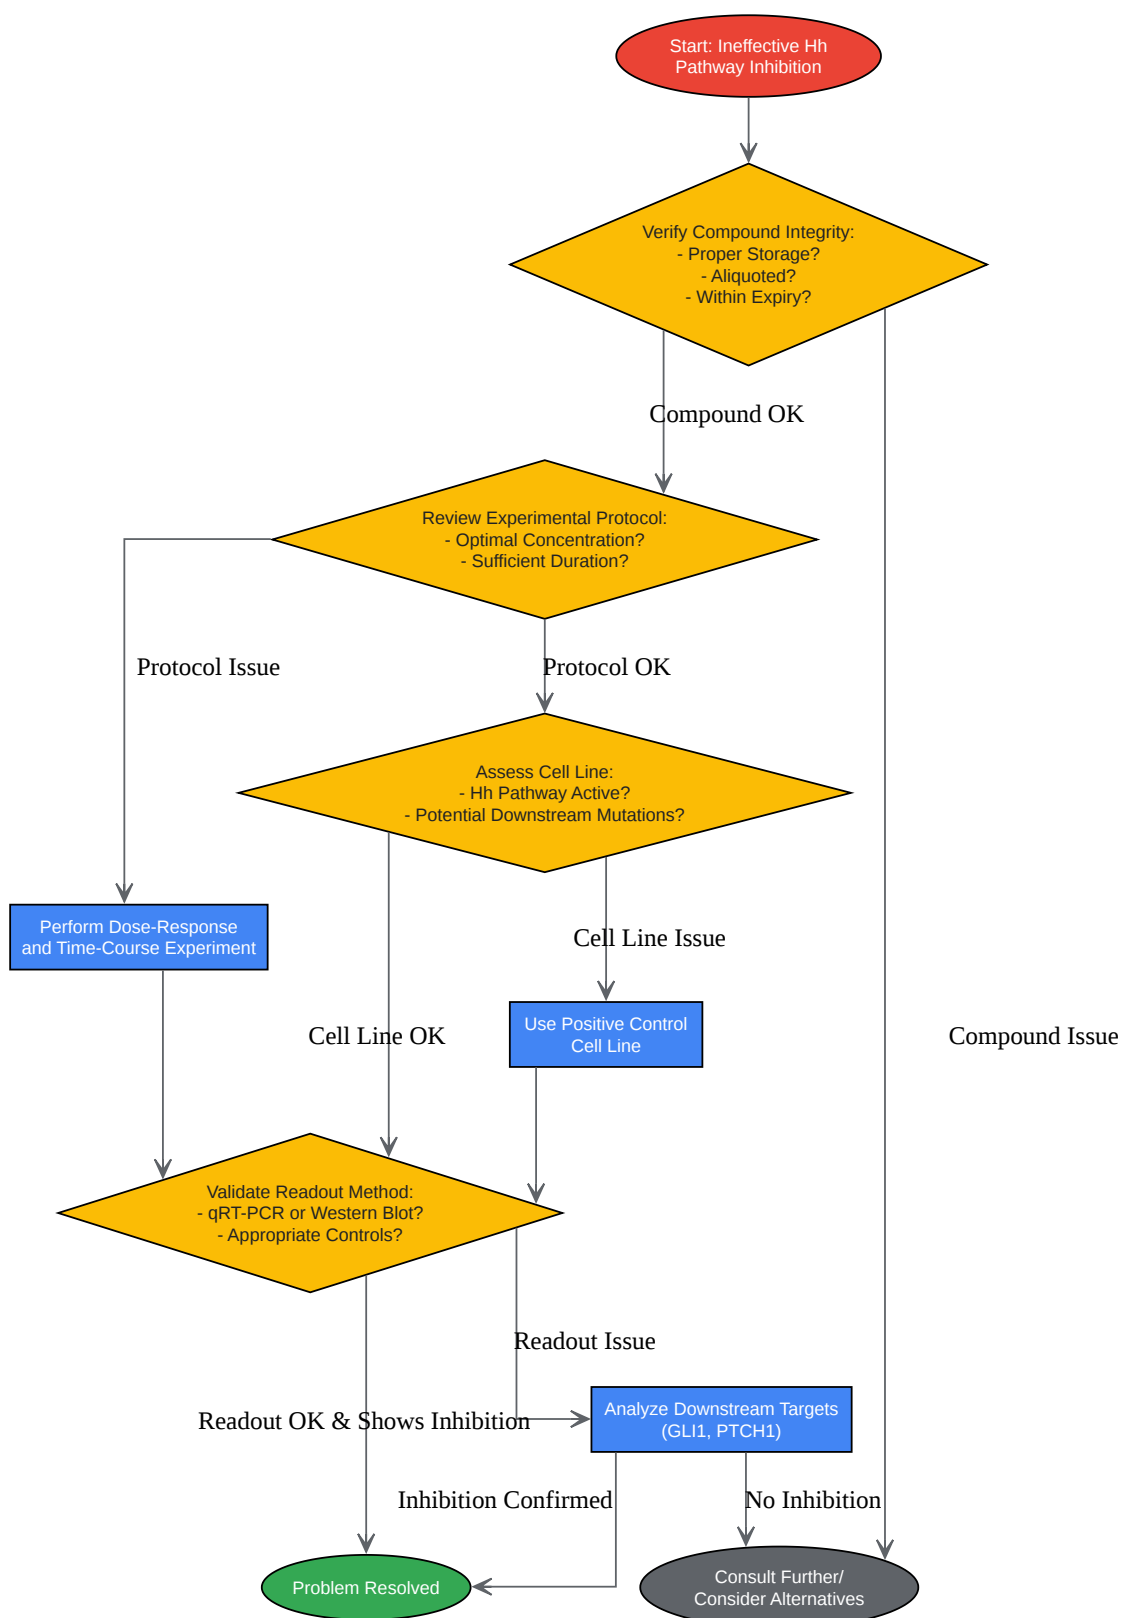 Start: Ineffective Hh
Pathway Inhibition
Verify Compound Integrity:
- Proper Storage?
- Aliquoted?
- Within Expiry?
Compound OK
Review Experimental Protocol:
- Optimal Concentration?
- Sufficient Duration?
Protocol Issue
Protocol OK
Assess Cell Line:
- Hh Pathway Active?
- Potential Downstream Mutations?
Perform Dose-Response
and Time-Course Experiment
Cell Line Issue
Use Positive Control
Cell Line
Cell Line OK
Compound Issue
Validate Readout Method:
- qRT-PCR or Western Blot?
- Appropriate Controls?
Readout Issue
Analyze Downstream Targets
(GLI1, PTCH1)
Readout OK & Shows Inhibition
Inhibition Confirmed
No Inhibition
Problem Resolved
Consult Further/
Consider Alternatives